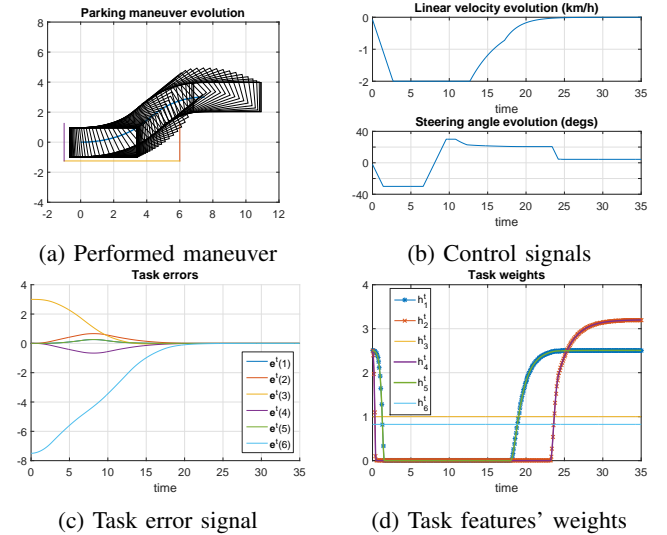 Parking maneuver evolution
8
6
4
2
0
-2
-4
-2 0 2 4 6 8 10 12
(a) Performed maneuver
Linear velocity evolution (km/h)
0
-1
-2
0 5 10 15 20 25 30 35
time
Steering angle evolution (degs)
40
0
-40
0 5 10 15 20 25 30 35
time
(b) Control signals
Task errors
4
2
0
-2
-4
-6
-8
0 5 10 15 20 25 30 35
time
e^t(1)
e^t(2)
e^t(3)
e^t(4)
e^t(5)
e^t(6)
(c) Task error signal
Task weights
4
3
2
1
0
0 5 10 15 20 25 30 35
time
h^t_1
h^t_2
h^t_3
h^t_4
h^t_5
h^t_6
(d) Task features' weights